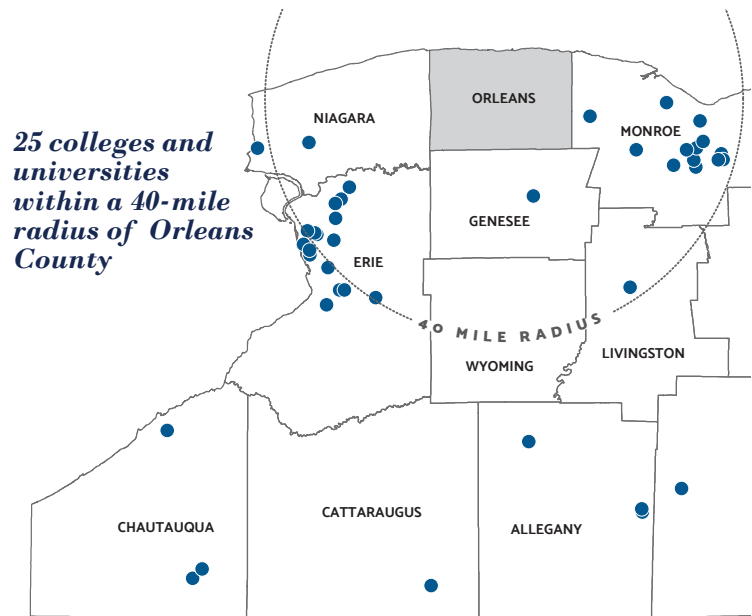 25 colleges and
universities
within a 40-mile
radius of Orleans
County
ORLEANS
NIAGARA
MONROE
GENESEE
ERIE
40 MILE RADIUS
LIVINGSTON
WYOMING
CHAUTAUQUA
CATTARAUGUS
ALLEGANY